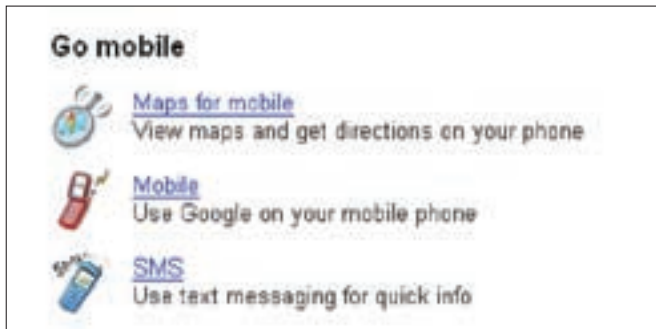 Go mobile
Maps for mobile
View maps and get directions on your phone
Mobile
Use Google on your mobile phone
SMS
Use text messaging for quick info